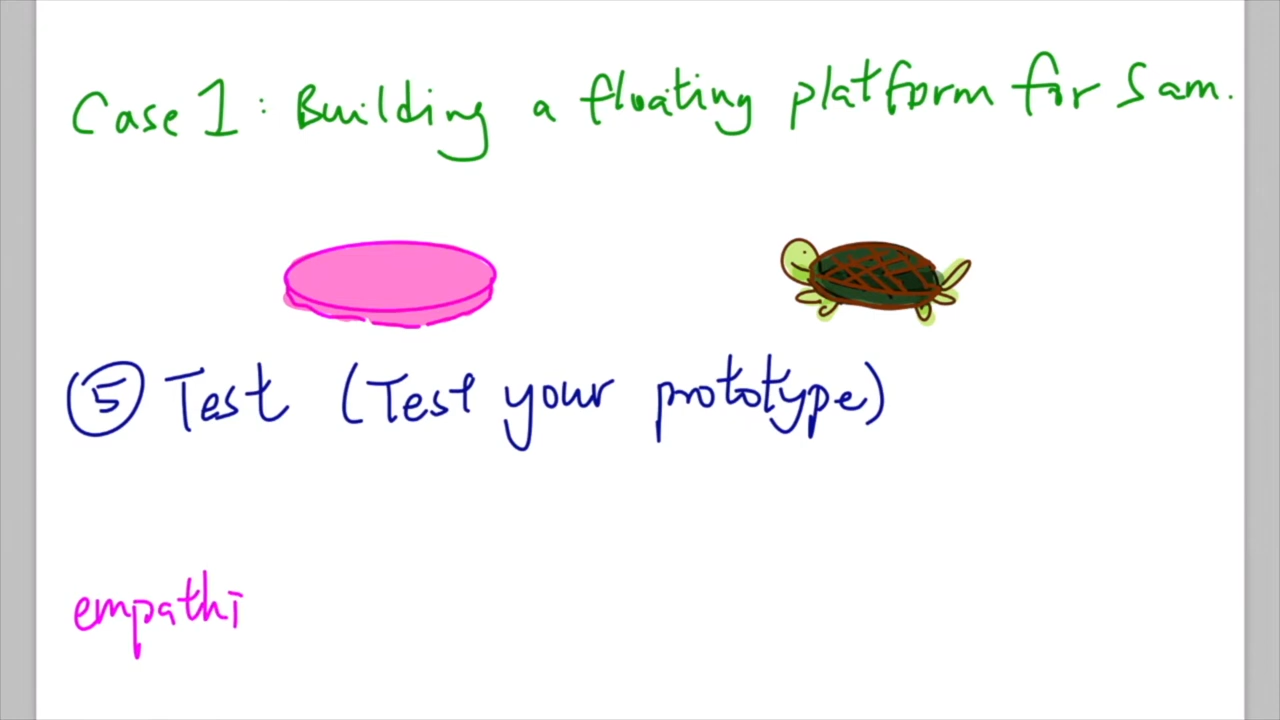 Case 1 : Building a floating platform for Sam.
(5) Test (Test your prototype)
empathi